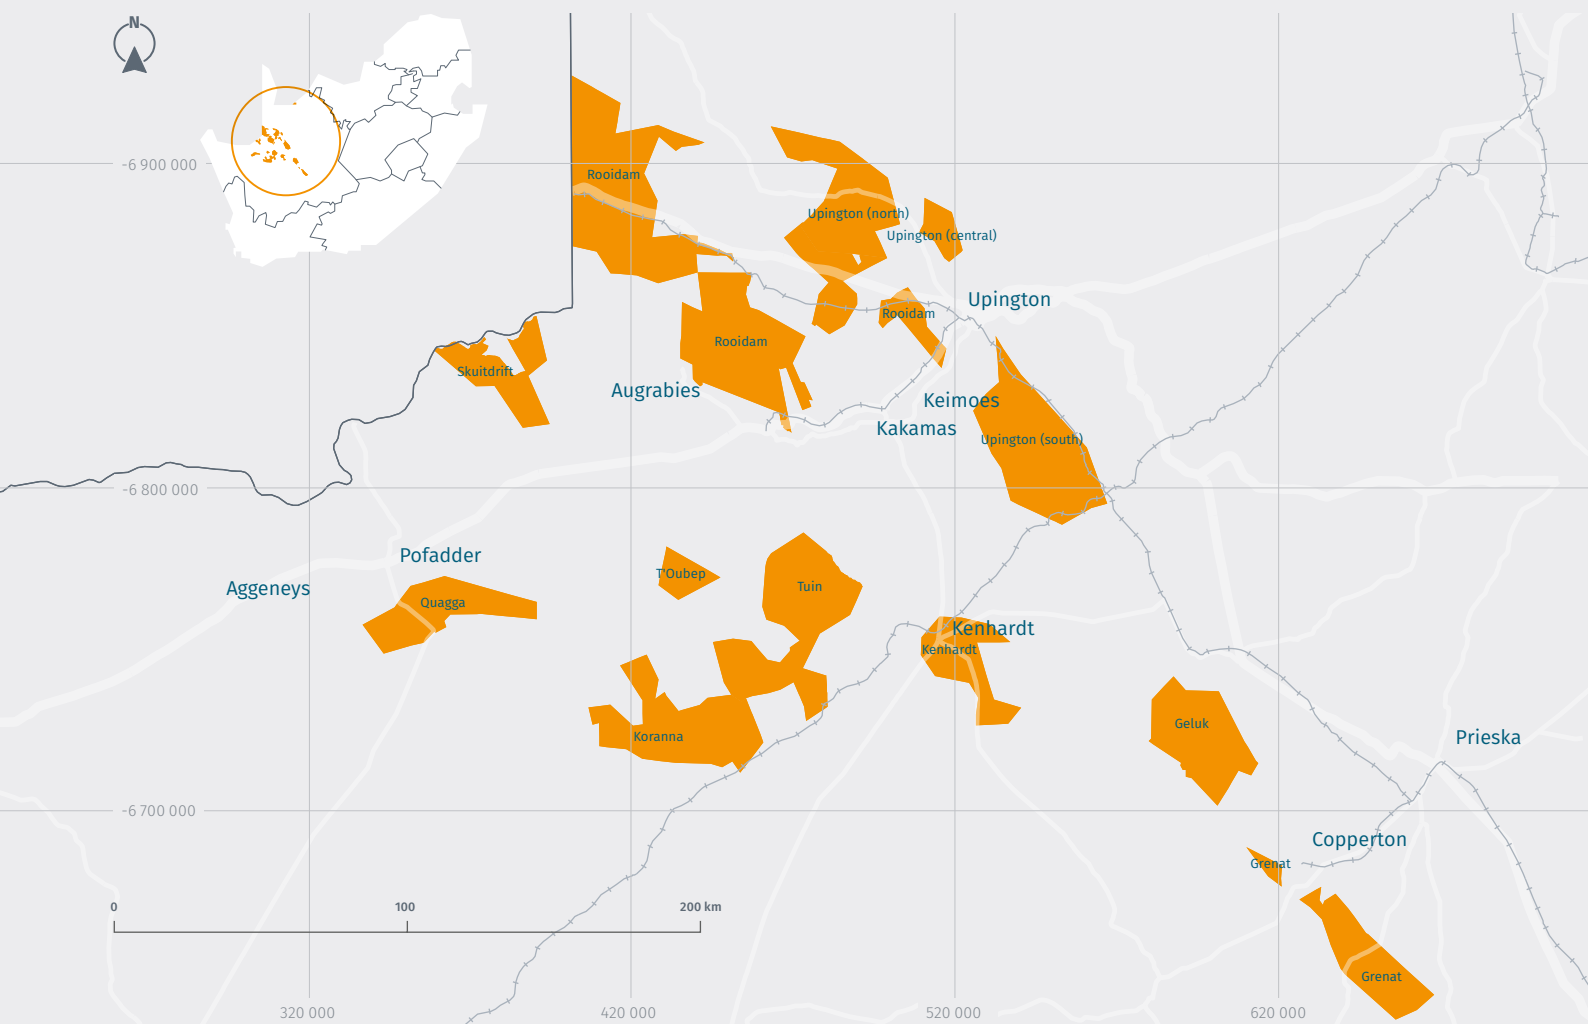 N
-6 900 000
Rooidam
Upington (north)
Upington (central)
Upington
Rooidam
Rooidam
Skuitdrift
Augrabies
Keimoes
Kakamas
Upington (south)
-6 800 000
Pofadder
Aggeneys
Quagga
T'Oubep
Tuin
Kenhardt
Kenhardt
Koranna
Geluk
Prieska
-6 700 000
Copperton
Grenat
0
100
200 km
Grenat
320 000
420 000
520 000
620 000